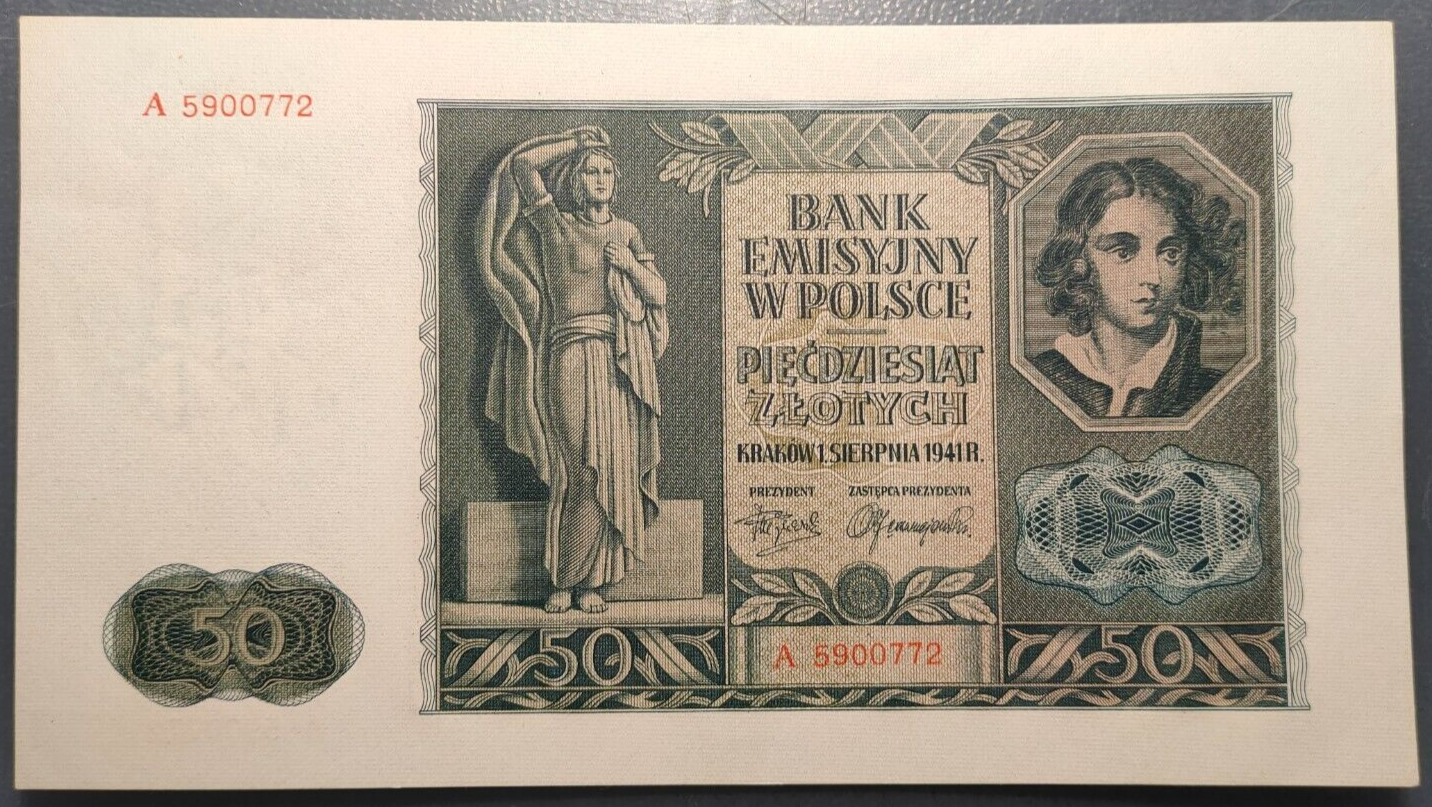 A 5900772
BANK
EMISYJNY
W POLSCE
PIĘĆDZIESIĄT
ZŁOTYCH
KRAKÓW 1. SIERPNIA 1941 R.
PREZYDENT ZASTĘPCA PREZYDENTA
50
50
A 5900772
50